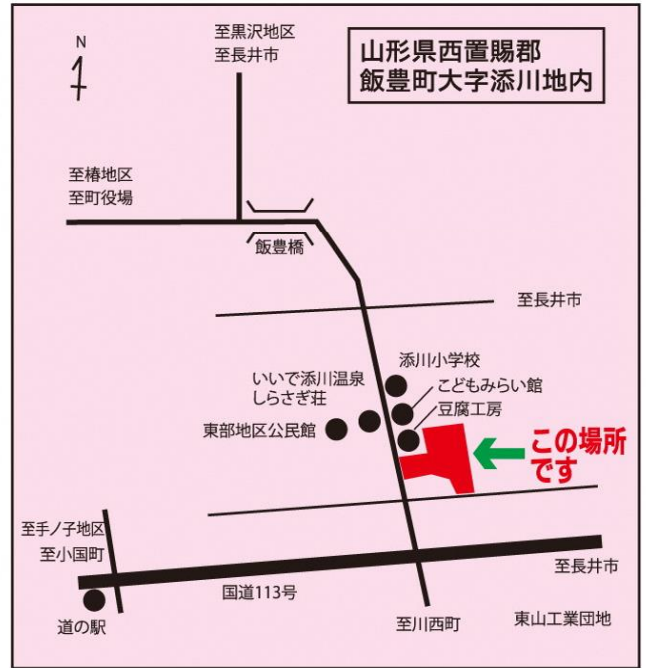 N
至黒沢地区
至長井市
山形県西置賜郡
飯豊町大字添川地内
至椿地区
至町役場
飯豊橋
至長井市
添川小学校
いいで添川温泉
しらさぎ荘
こどもみらい館
豆腐工房
東部地区公民館
この場所
です
至手ノ子地区
至小国町
至長井市
国道113号
道の駅
至川西町
東山工業団地